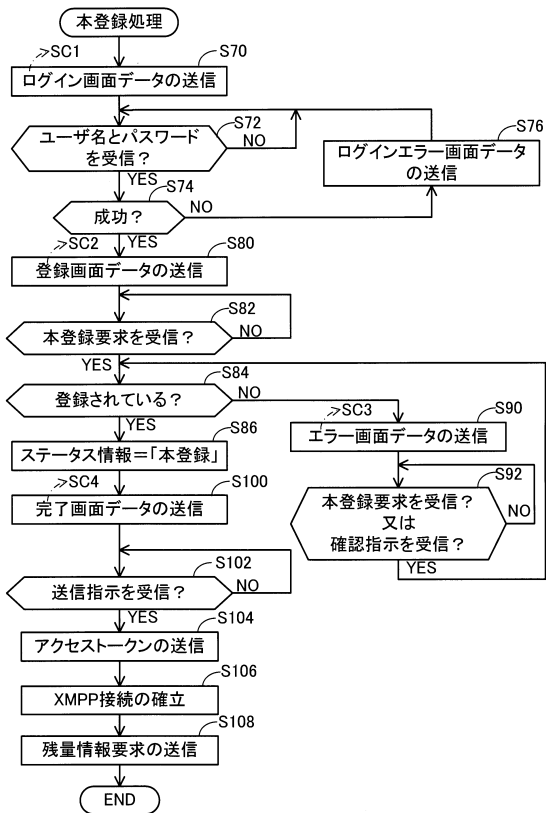 本登録処理
SC1
S70
ログイン画面データの送信
S72
ユーザ名とパスワード
を受信？
NO
YES
S76
ログインエラー画面データ
の送信
S74
成功？
NO
YES
SC2
S80
登録画面データの送信
S82
本登録要求を受信？
NO
YES
S84
登録されている？
NO
YES
SC3
S90
エラー画面データの送信
S86
ステータス情報＝「本登録」
S92
本登録要求を受信？
又は
確認指示を受信？
NO
YES
SC4
S100
完了画面データの送信
S102
送信指示を受信？
NO
YES
S104
アクセストークンの送信
S106
XMPP接続の確立
S108
残量情報要求の送信
END